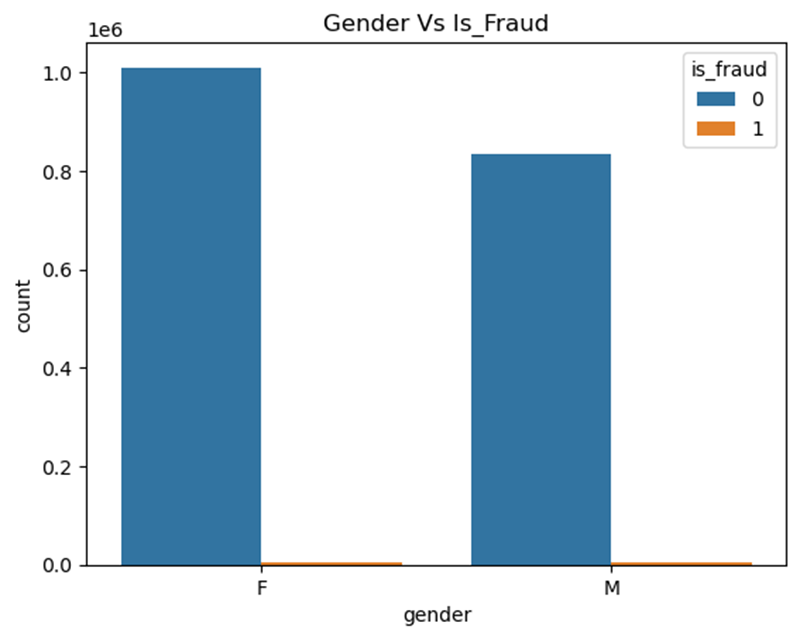 Gender Vs Is_Fraud
1e6
is_fraud
0
1
1.0
0.8
0.6
0.4
0.2
0.0
count
F
M
gender